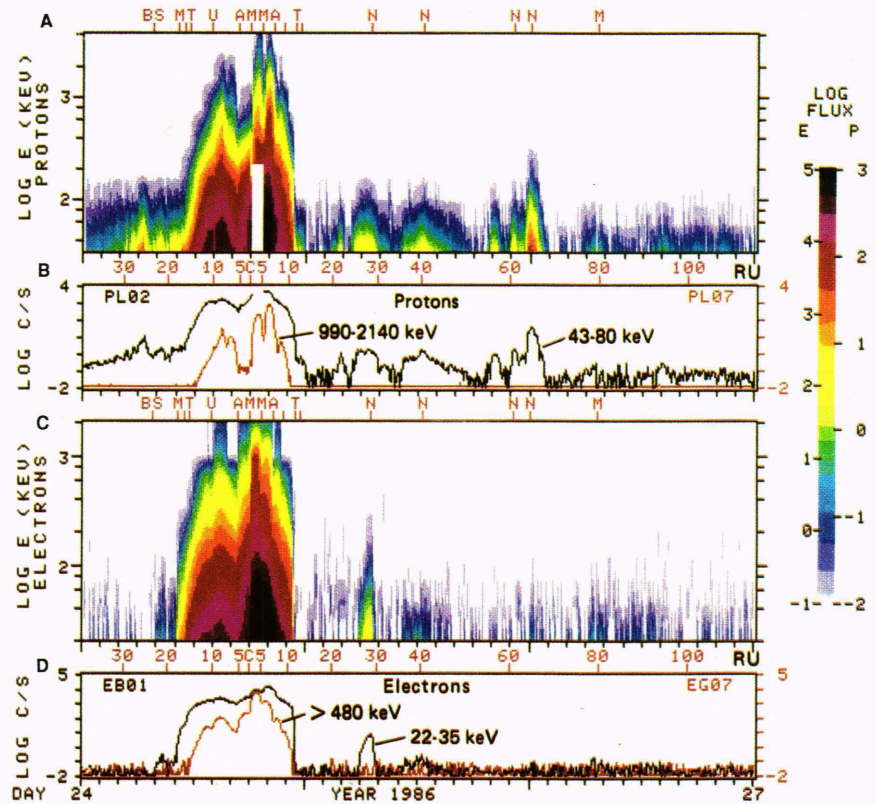 A
BS MT U AMMA T N N N N M
LOG E (KEV)
PROTONS
3
2
LOG
FLUX
E P
5 3
4 2
3 1
2 0
1 --1
0 --2
-1-
B
30 20 10 5C5 10 20 30 40 60 80 100 RU
LOG C/S
4
-2
PL02 Protons PL07
990-2140 keV
43-80 keV
4
-2
C
BS MT U AMMA T N N N N M
LOG E (KEV)
ELECTRONS
3
2
D
30 20 10 5C5 10 20 30 40 60 80 100 RU
LOG C/S
5
-2
EB01 Electrons EG07
> 480 keV
22-35 keV
5
-2
DAY 24 YEAR 1986 27